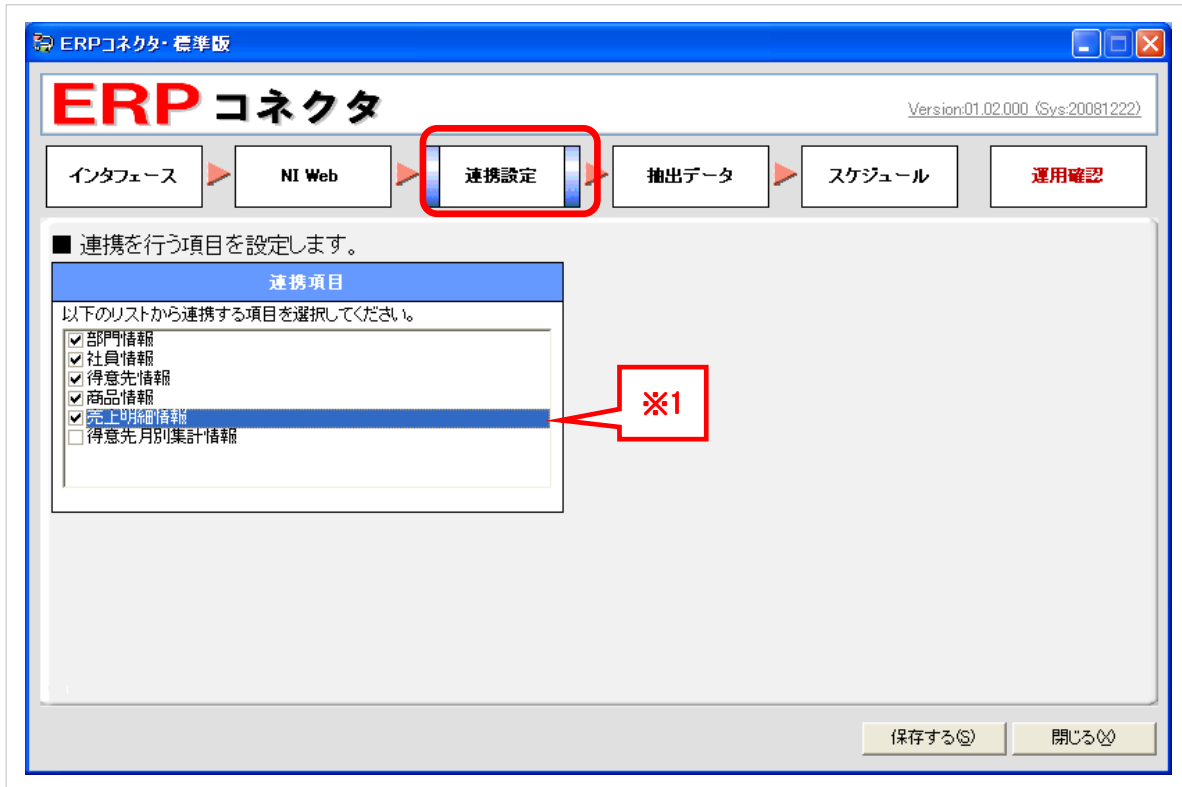 ERPコネクタ・標準版
ERP コネクタ
Version:01.02.000 (Sys:20081222)
インタフェース NI Web 連携設定 抽出データ スケジュール 運用確認
■ 連携を行う項目を設定します。
連携項目
以下のリストから連携する項目を選択してください。
部門情報
社員情報
得意先情報
商品情報
売上明細情報
得意先月別集計情報
※1
保存する(S) 閉じる(X)